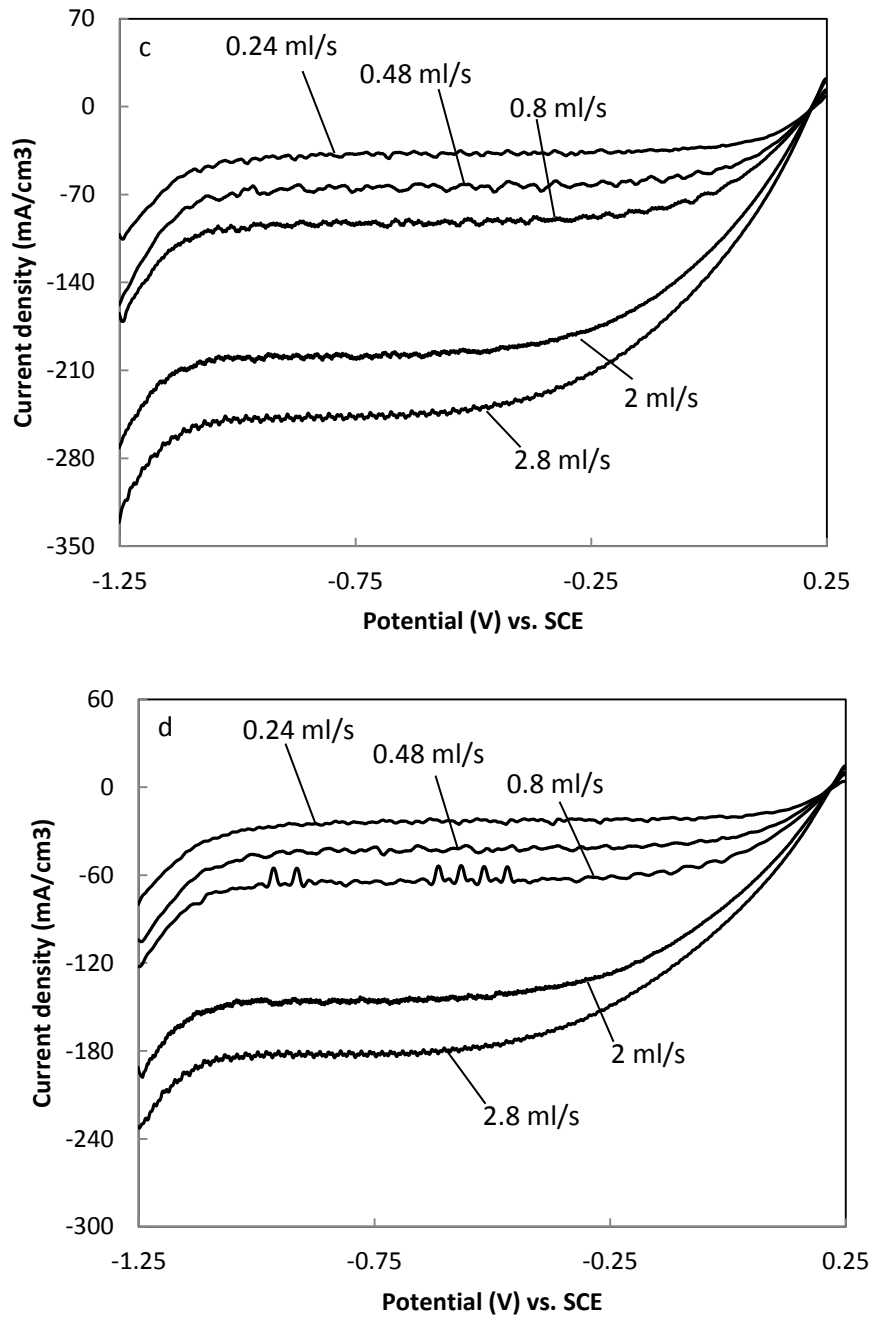 70
c
0.24 ml/s
0.48 ml/s
0.8 ml/s
0
-70
-140
-210
-280
-350
2 ml/s
2.8 ml/s
Current density (mA/cm3)
-1.25
-0.75
-0.25
0.25
Potential (V) vs. SCE
60
d
0.24 ml/s
0.48 ml/s
0.8 ml/s
0
-60
-120
-180
-240
-300
2 ml/s
2.8 ml/s
Current density (mA/cm3)
-1.25
-0.75
-0.25
0.25
Potential (V) vs. SCE